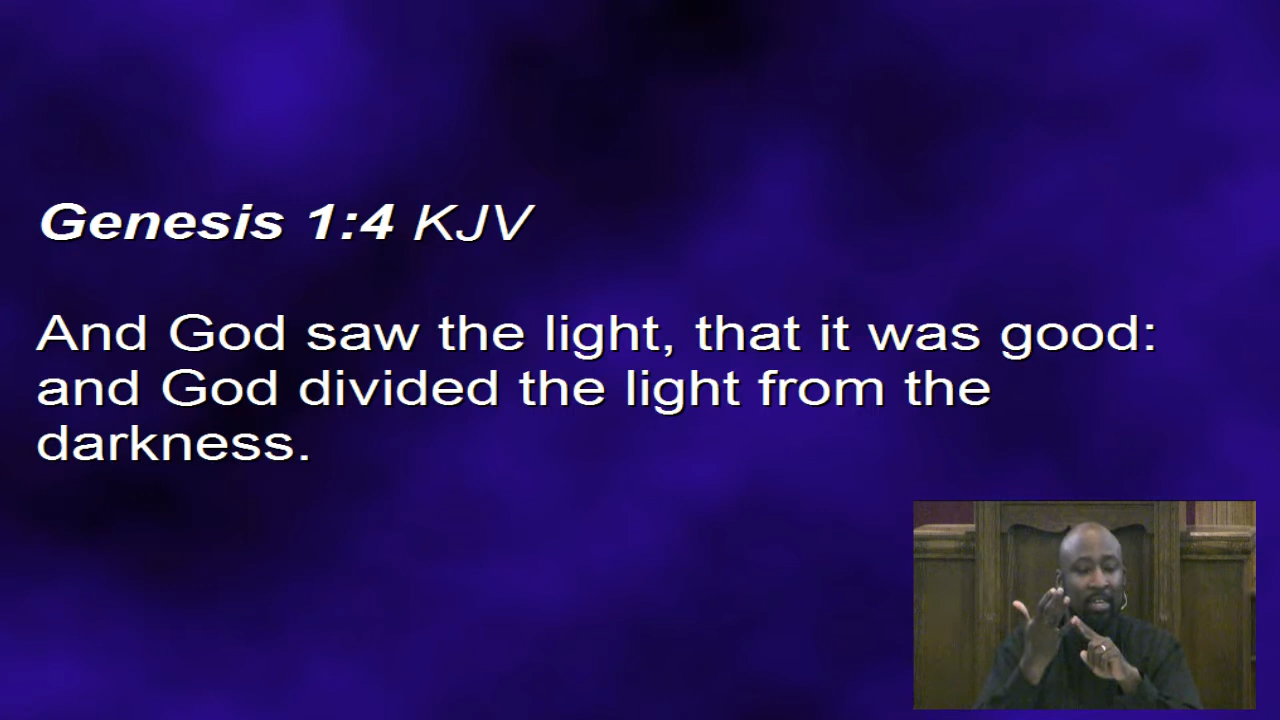 Genesis 1:4 KJV
And God saw the light, that it was good:
and God divided the light from the
darkness.